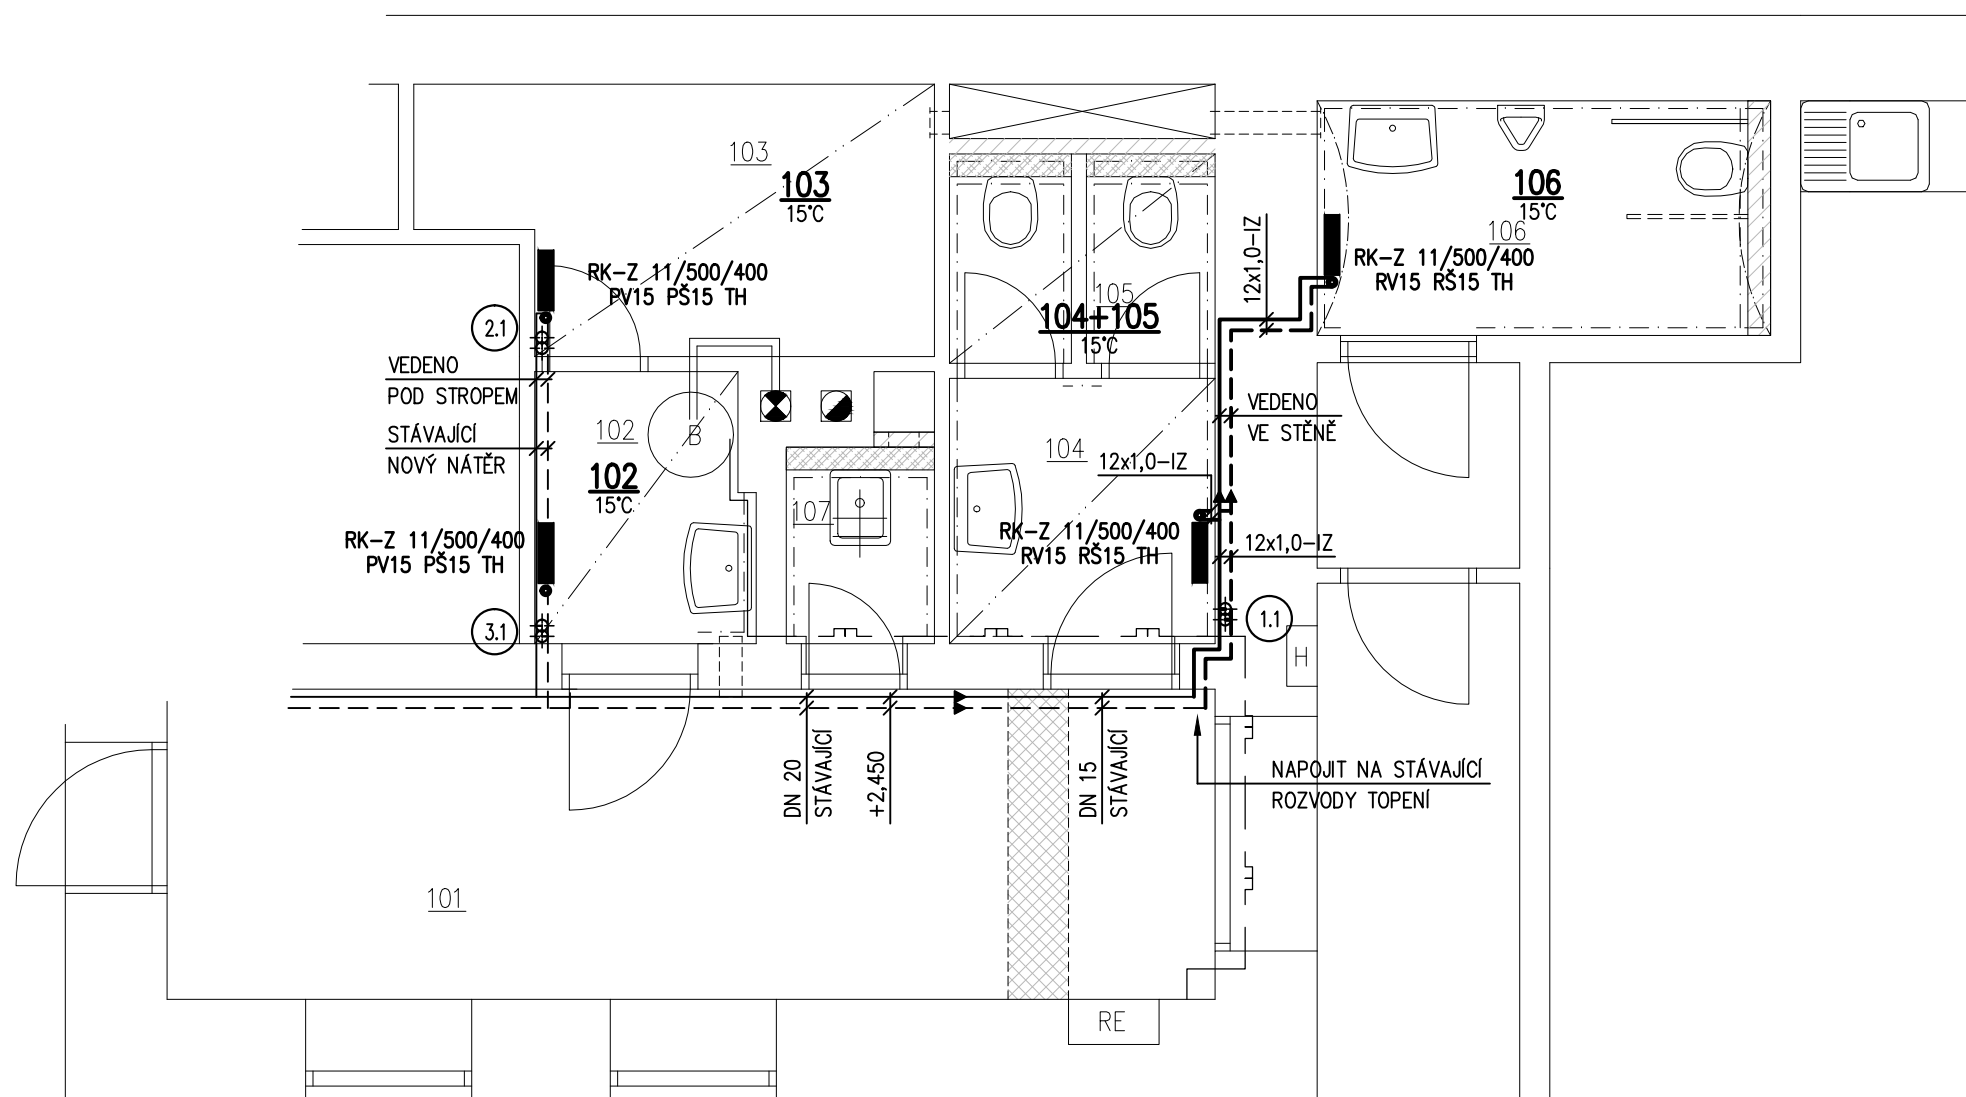 103
103
15°C
RK-Z 11/500/400
PV15 PŠ15 TH
2.1
VEDENO
POD STROPEM
STÁVAJÍCÍ
NOVÝ NÁTĚR
102
102
15°C
B
RK-Z 11/500/400
PV15 PŠ15 TH
3.1
107
105
104+105
15°C
104
12x1,0-IZ
RK-Z 11/500/400
RV15 RŠ15 TH
12x1,0-IZ
106
15°C
106
RK-Z 11/500/400
RV15 RŠ15 TH
VEDENO
VE STĚNĚ
12x1,0-IZ
1.1
H
DN 20
STÁVAJÍCÍ
+2,450
DN 15
STÁVAJÍCÍ
NAPOJIT NA STÁVAJÍCÍ
ROZVODY TOPENÍ
101
RE